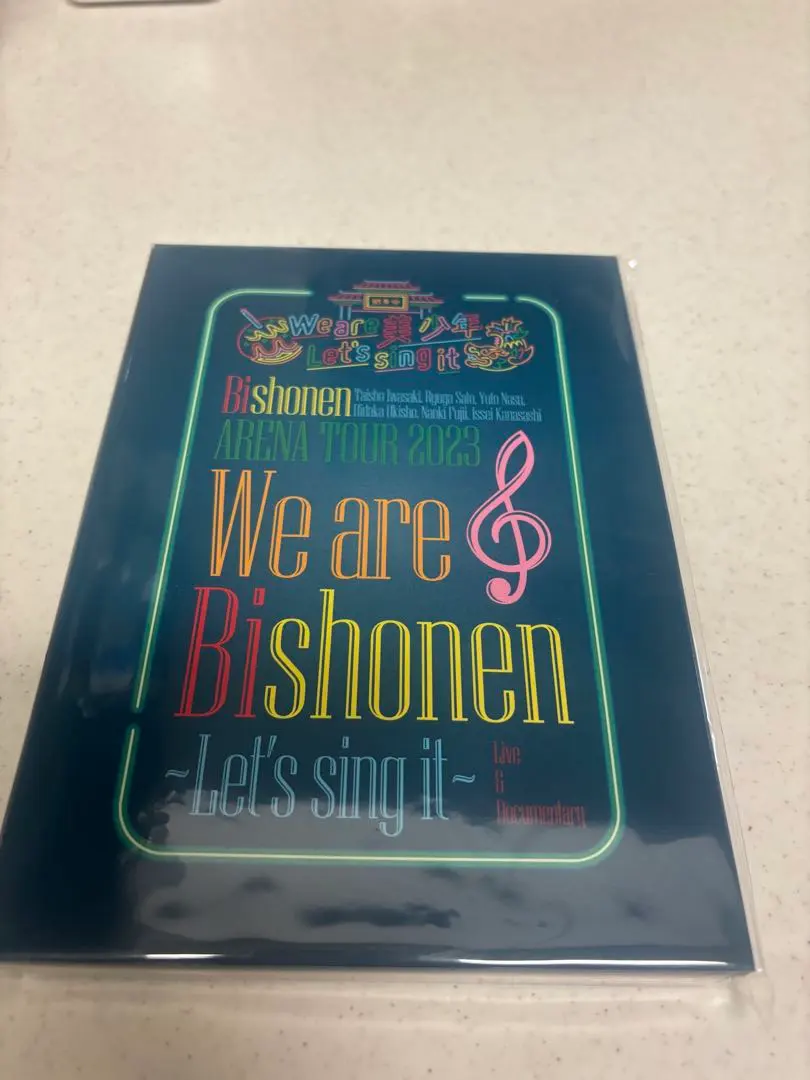 We are 美 少年
Let's sing it
Bishonen
Taisho Iwasaki, Ryuga Sato, Yuto Nasu,
Hidaka Ukisho, Naoki Fujii, Issei Kanasashi
ARENA TOUR 2023
We are
Bishonen
~Let's sing it~
Live
&
Documentary